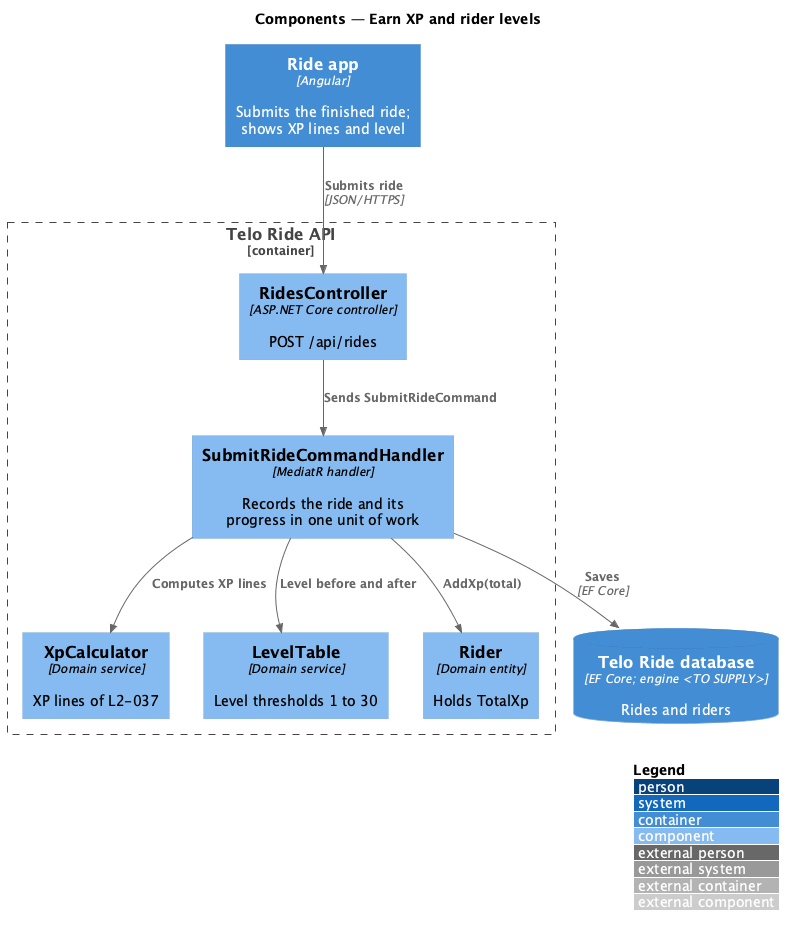 Components — Earn XP and rider levels
Ride app
[Angular]
Submits the finished ride;
shows XP lines and level
Submits ride
[JSON/HTTPS]
Telo Ride API
[container]
RidesController
[ASP.NET Core controller]
POST /api/rides
Sends SubmitRideCommand
SubmitRideCommandHandler
[MediatR handler]
Records the ride and its
progress in one unit of work
Computes XP lines
Level before and after
AddXp(total)
Saves
[EF Core]
XpCalculator
[Domain service]
XP lines of L2-037
LevelTable
[Domain service]
Level thresholds 1 to 30
Rider
[Domain entity]
Holds TotalXp
Telo Ride database
[EF Core; engine <TO SUPPLY>]
Rides and riders
Legend
person
system
container
component
external person
external system
external container
external component